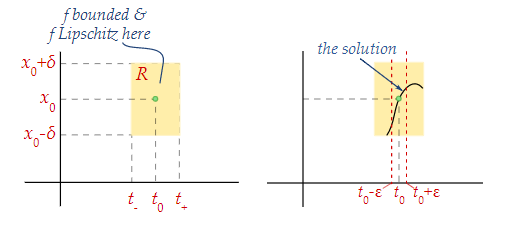 f bounded &
f Lipschitz here
x₀+δ
R
x₀
x₀-δ
t₋ t₀ t₊
the solution
t₀-ε t₀ t₀+ε